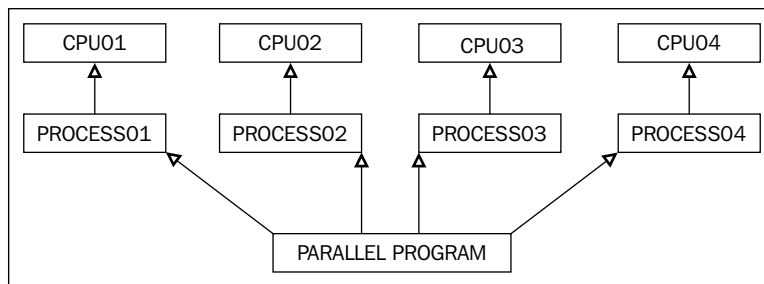 CPU01
CPU02
CPU03
CPU04
PROCESS01
PROCESS02
PROCESS03
PROCESS04
PARALLEL PROGRAM